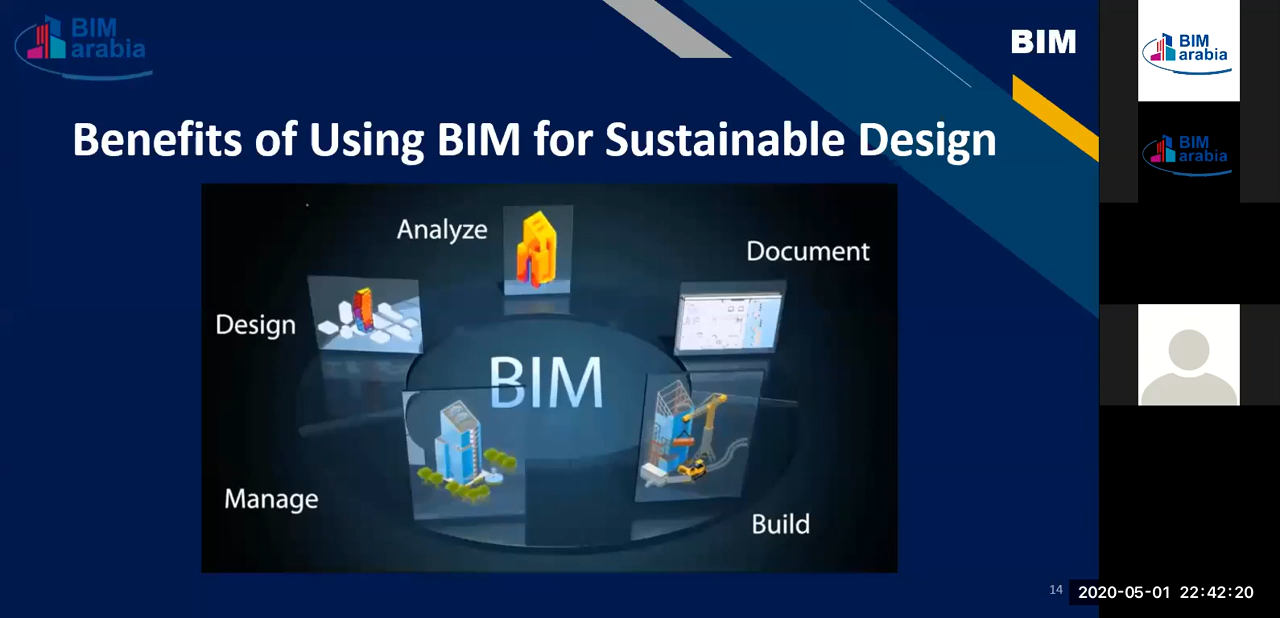 BIM
arabia
BIM
Benefits of Using BIM for Sustainable Design
Analyze
Document
Design
BIM
Manage
Build
14
2020-05-01 22:42:20
BIM
arabia
BIM
arabia